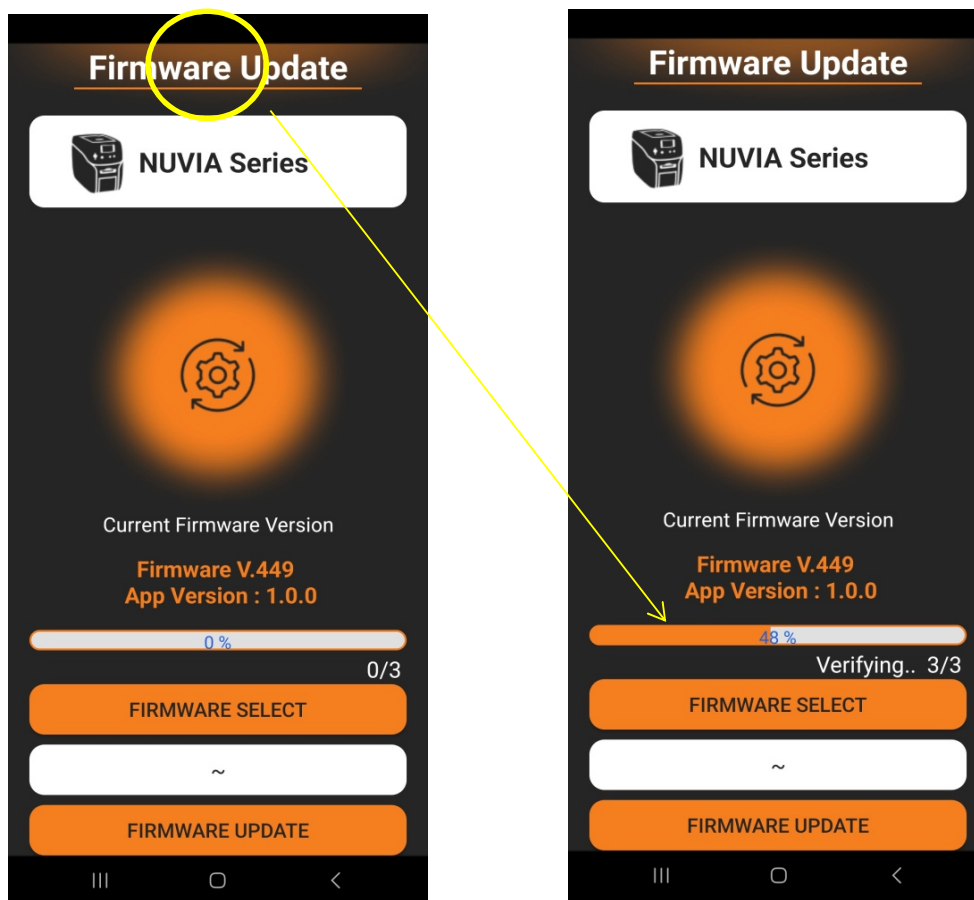 Firmware Update
NUVIA Series
Current Firmware Version
Firmware V.449
App Version : 1.0.0
0 %
0/3
FIRMWARE SELECT
~
FIRMWARE UPDATE
Firmware Update
NUVIA Series
Current Firmware Version
Firmware V.449
App Version : 1.0.0
48 %
Verifying.. 3/3
FIRMWARE SELECT
~
FIRMWARE UPDATE